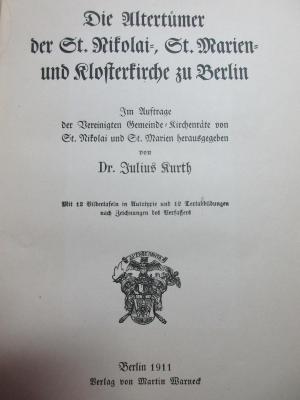 Die Altertümer
der St. Nikolai-, St. Marien-
und Klosterkirche zu Berlin
Im Auftrage
der Vereinigten Gemeinde-Kirchenräte von
St. Nikolai und St. Marien herausgegeben
von
Dr. Julius Kurth
Mit 12 Bildertafeln in Autotypie und 12 Textabbildungen
nach Zeichnungen des Verfassers
Berlin 1911
Verlag von Martin Warneck